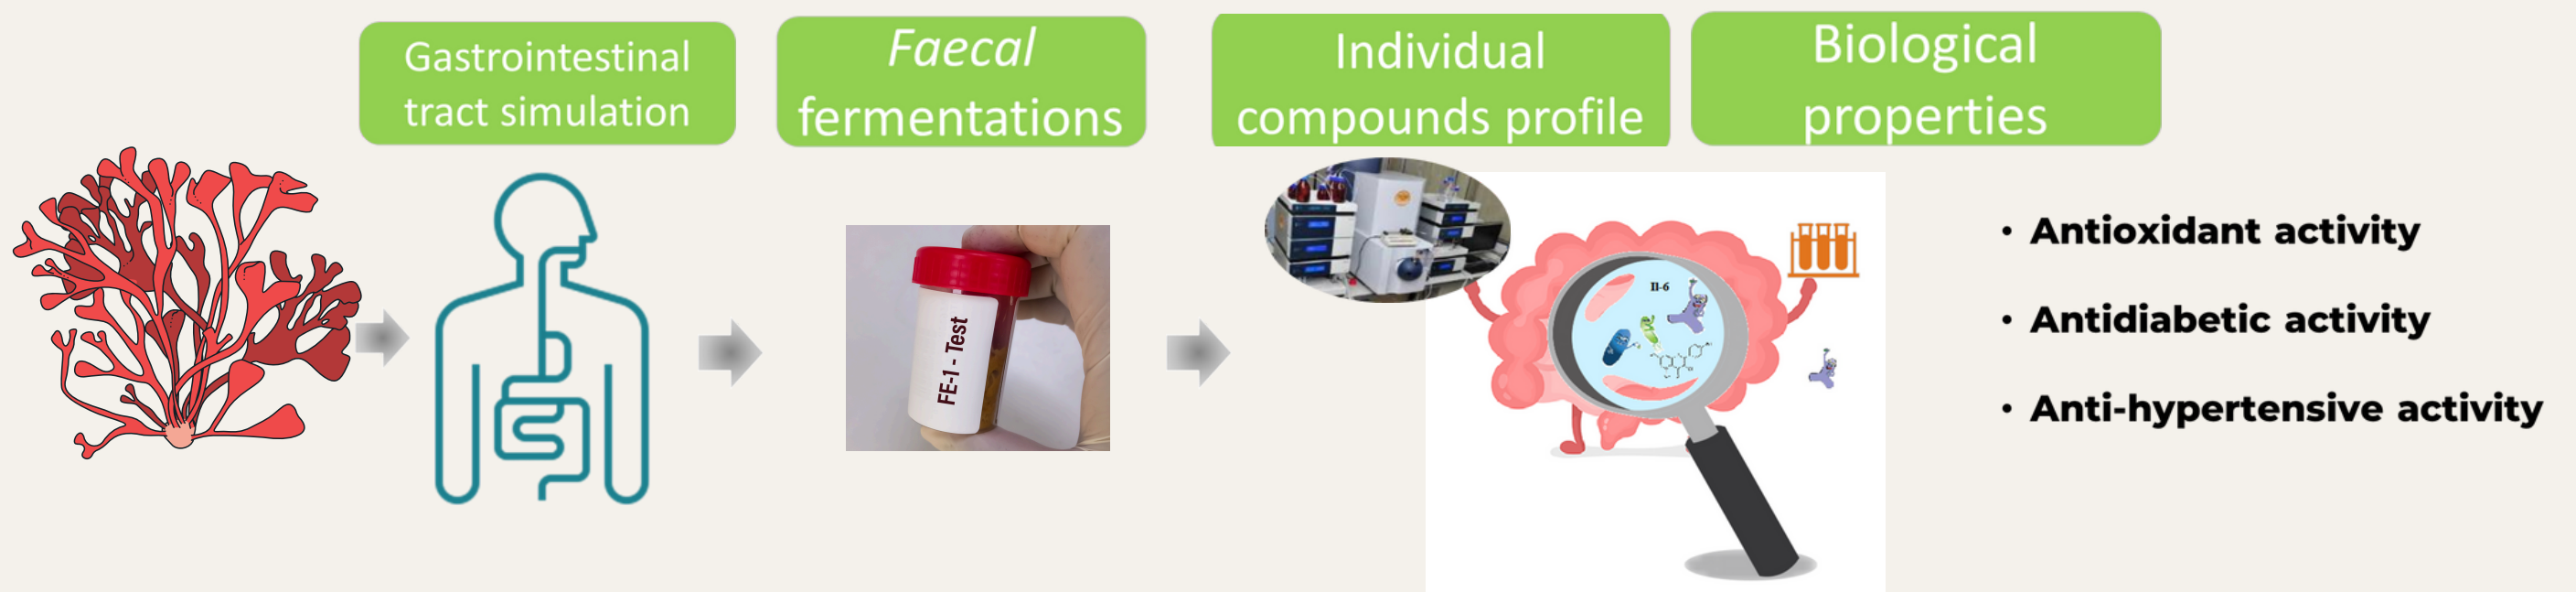 Gastrointestinal
tract simulation
Faecal
fermentations
Individual
compounds profile
Biological
properties
FE-1 - Test
Il-6
• Antioxidant activity
• Antidiabetic activity
• Anti-hypertensive activity